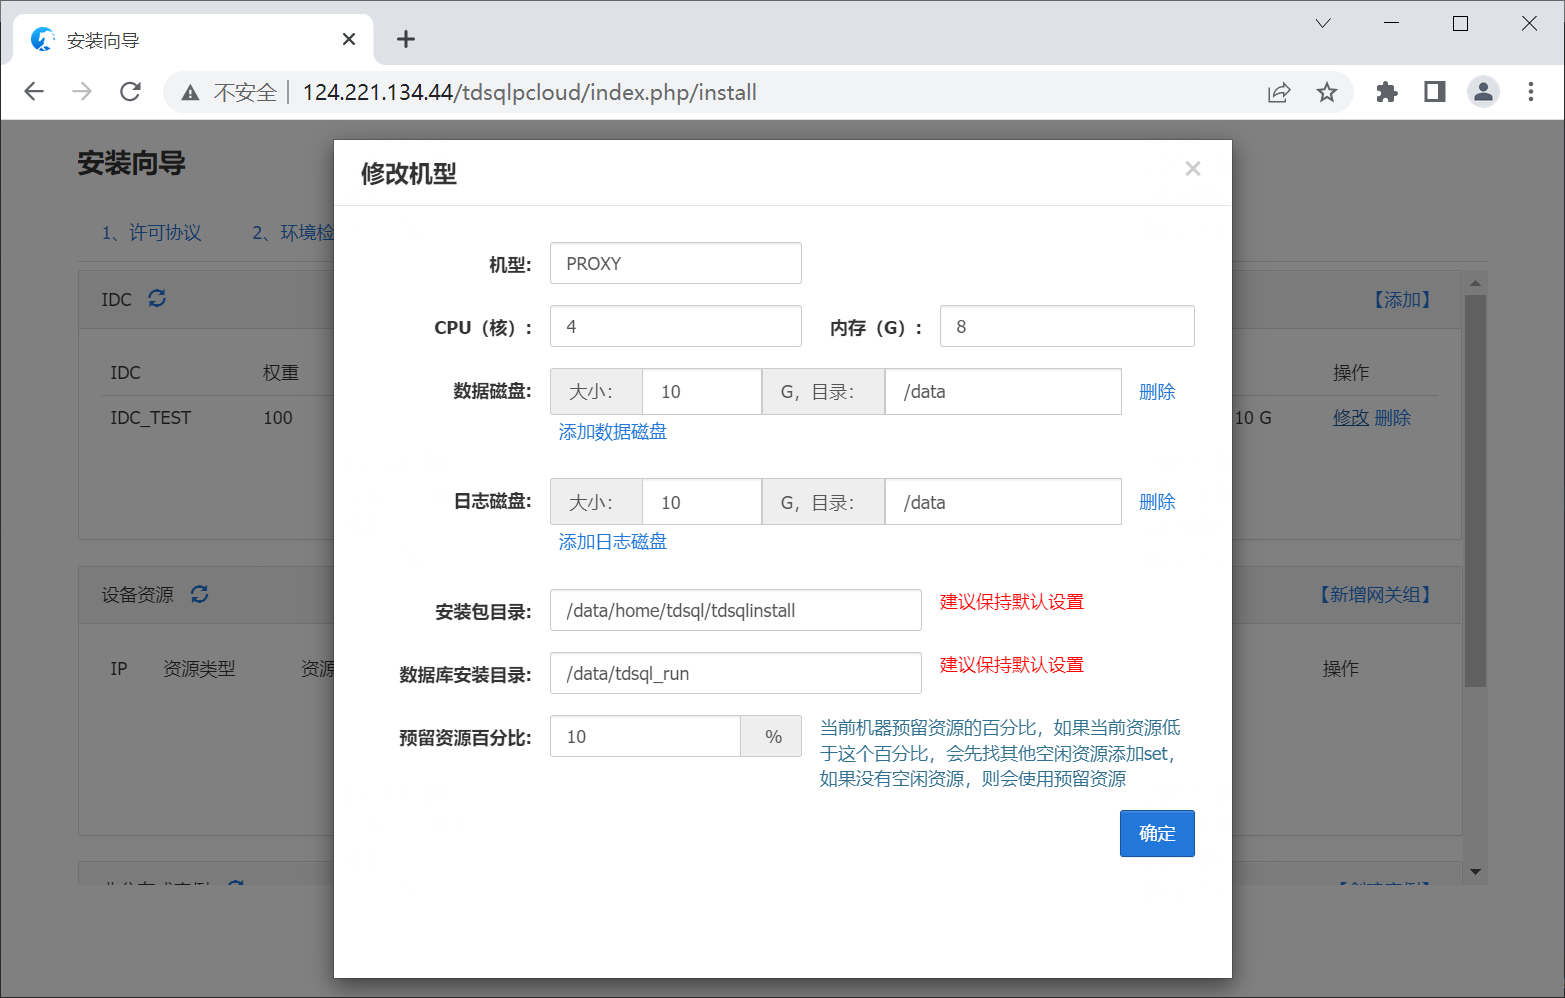 安装向导
不安全 124.221.134.44/tdsqlpcloud/index.php/install
安装向导
1、许可协议 2、环境检
IDC 【添加】
IDC 权重 操作
IDC_TEST 100 10 G 修改 删除
设备资源 【新增网关组】
IP 资源类型 资源 操作
修改机型 ×
机型: PROXY
CPU（核）: 4 内存（G）: 8
数据磁盘: 大小: 10 G，目录: /data 删除
添加数据磁盘
日志磁盘: 大小: 10 G，目录: /data 删除
添加日志磁盘
安装包目录: /data/home/tdsql/tdsqlinstall 建议保持默认设置
数据库安装目录: /data/tdsql_run 建议保持默认设置
预留资源百分比: 10 % 当前机器预留资源的百分比，如果当前资源低
于这个百分比，会先找其他空闲资源添加set，
如果没有空闲资源，则会使用预留资源
确定